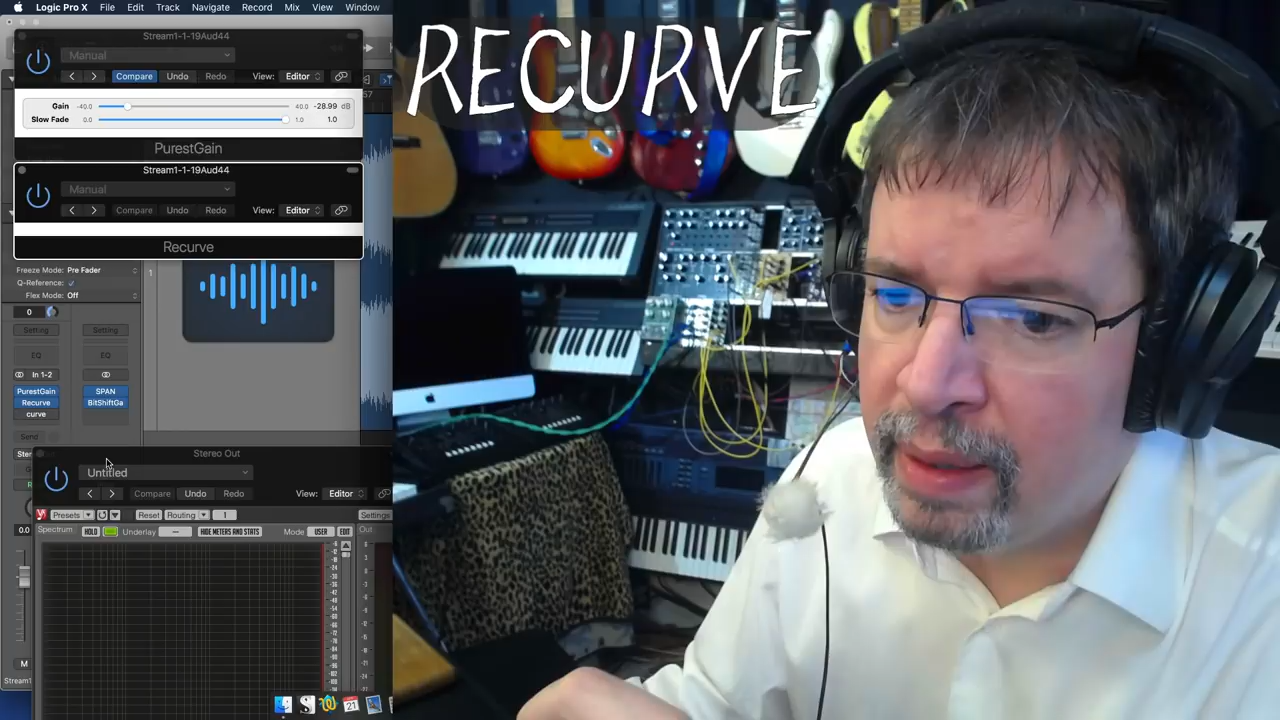 Logic Pro X File Edit Track Navigate Record Mix Window
RECURVE
Stream1-1-19Aud44
Manual
Compare Undo Redo View: Editor
57
Gain -40.0 40.0 -28.99 dB
Slow Fade 0.0 1.0 1.0
PurestGain
Stream1-1-19Aud44
Manual
Compare Undo Redo View: Editor
Recurve
Freeze Mode: Pre Fader
Q-Reference:
Flex Mode: Off
1
0
Setting Setting
EQ EQ
In 1-2
PurestGain SPAN
Recurve BitShiftGa
curve
Send
Stereo Out
Untitled
Compare Undo Redo View: Editor
Presets Reset Routing 1 Settings
Spectrum HOLD Underlay --- HIDE METERS AND STATS Mode USER EDIT Out
0.0
M
Stream1
21